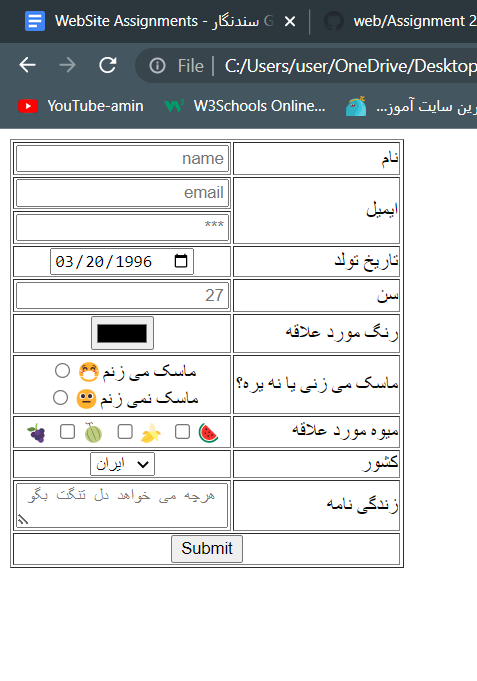 WebSite Assignments - سندنگار G
web/Assignment 2
File
C:/Users/user/OneDrive/Desktop
YouTube-amin
W3Schools Online...
رین سایت آموز...
نام
name
ایمیل
email
***
تاریخ تولد
03/20/1996
سن
27
رنگ مورد علاقه
ماسک می زنی یا نه یره؟
ماسک می زنم
ماسک نمی زنم
میوه مورد علاقه
کشور
ایران
زندگی نامه
هرچه می خواهد دل تنگت بگو
Submit